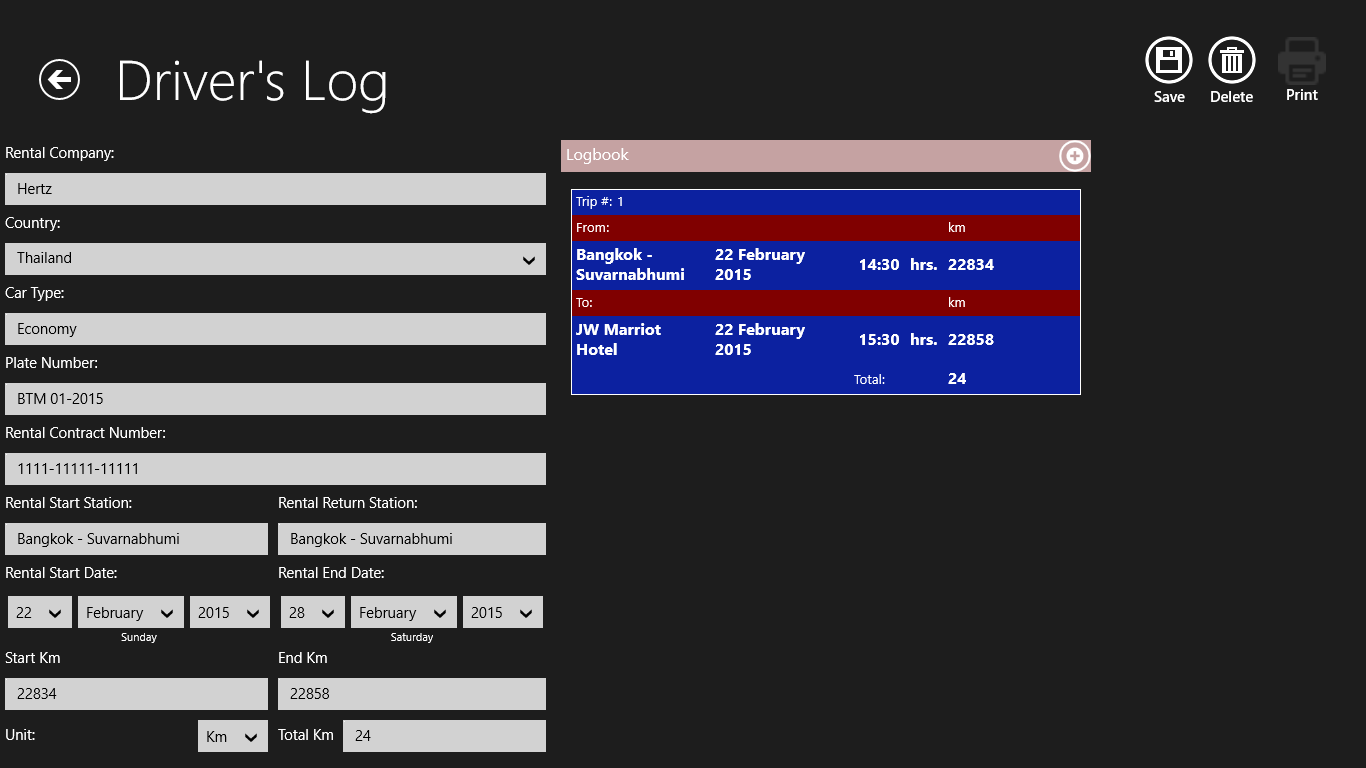 Driver's Log
Save
Delete
Print
Rental Company:
Hertz
Country:
Thailand
Car Type:
Economy
Plate Number:
BTM 01-2015
Rental Contract Number:
1111-11111-11111
Rental Start Station:
Rental Return Station:
Bangkok - Suvarnabhumi
Bangkok - Suvarnabhumi
Rental Start Date:
Rental End Date:
22 February 2015
28 February 2015
Sunday
Saturday
Start Km
End Km
22834
22858
Unit: Km
Total Km 24
Logbook
Trip #: 1
From: km
Bangkok -
Suvarnabhumi
22 February
2015
14:30 hrs. 22834
To: km
JW Marriot
Hotel
22 February
2015
15:30 hrs. 22858
Total: 24